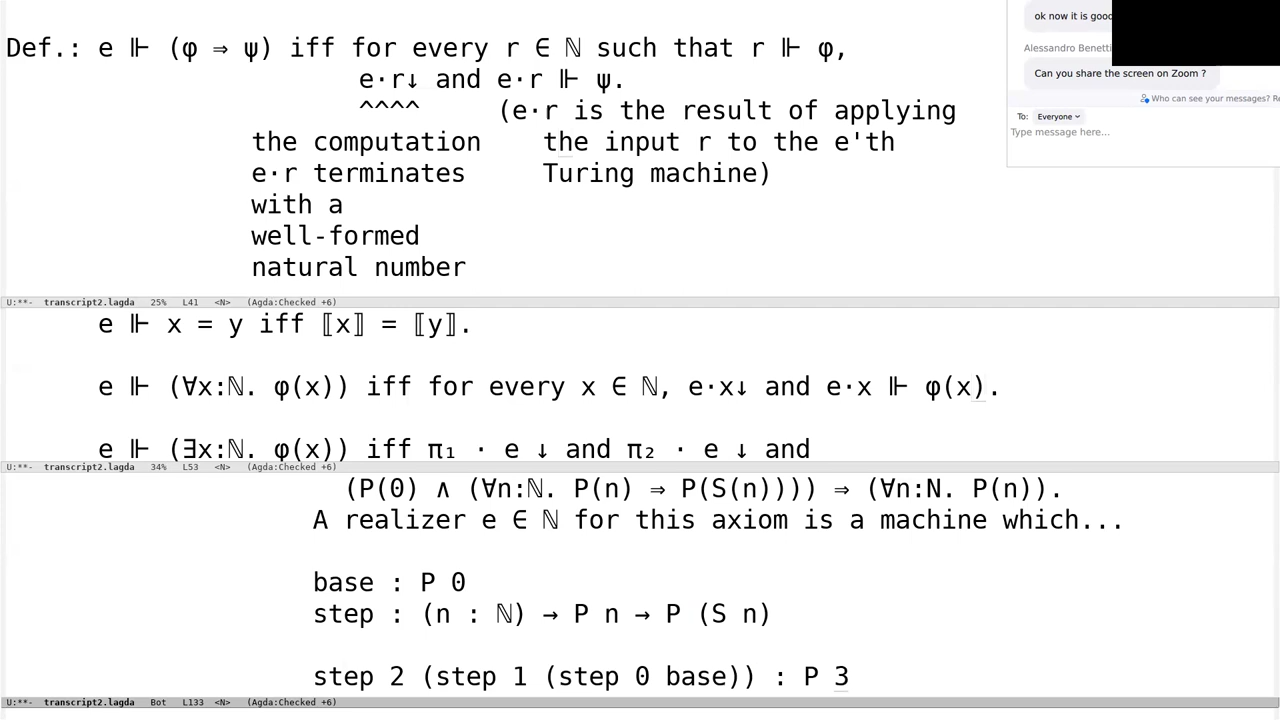 Def.: e ⊩ (φ ⇒ ψ) iff for every r ∈ ℕ such that r ⊩ φ,
e·r↓ and e·r ⊩ ψ.
^^^^ (e·r is the result of applying
the computation the input r to the e'th
e·r terminates Turing machine)
with a
well-formed
natural number
U:**- transcript2.lagda 25% L41 <N> (Agda:Checked +6)
e ⊩ x = y iff ⟦x⟧ = ⟦y⟧.
e ⊩ (∀x:ℕ. φ(x)) iff for every x ∈ ℕ, e·x↓ and e·x ⊩ φ(x).
e ⊩ (∃x:ℕ. φ(x)) iff π₁ · e ↓ and π₂ · e ↓ and
U:**- transcript2.lagda 34% L53 <N> (Agda:Checked +6)
(P(0) ∧ (∀n:ℕ. P(n) ⇒ P(S(n)))) ⇒ (∀n:N. P(n)).
A realizer e ∈ ℕ for this axiom is a machine which...
base : P 0
step : (n : ℕ) → P n → P (S n)
step 2 (step 1 (step 0 base)) : P 3
U:**- transcript2.lagda Bot L133 <N> (Agda:Checked +6)
ok now it is good
Alessandro Benetti
Can you share the screen on Zoom ?
Who can see your messages? Re
To: Everyone
Type message here...